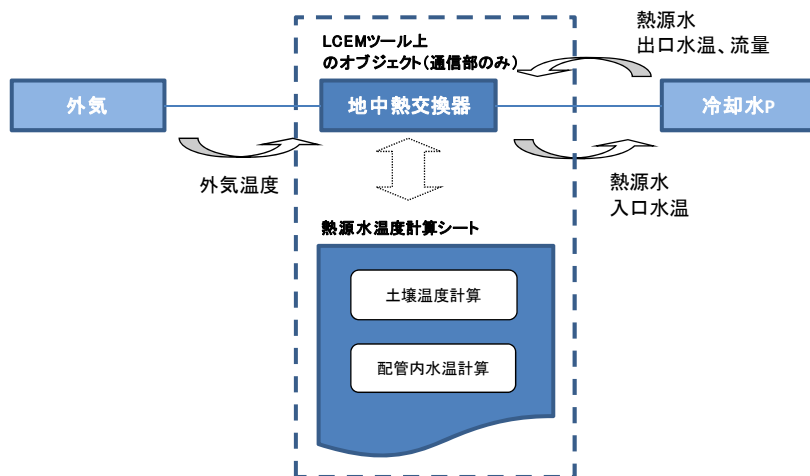 LCEMツール上
のオブジェクト(通信部のみ)
熱源水
出口水温、流量
外気
地中熱交換器
冷却水P
外気温度
熱源水
入口水温
熱源水温度計算シート
土壌温度計算
配管内水温計算